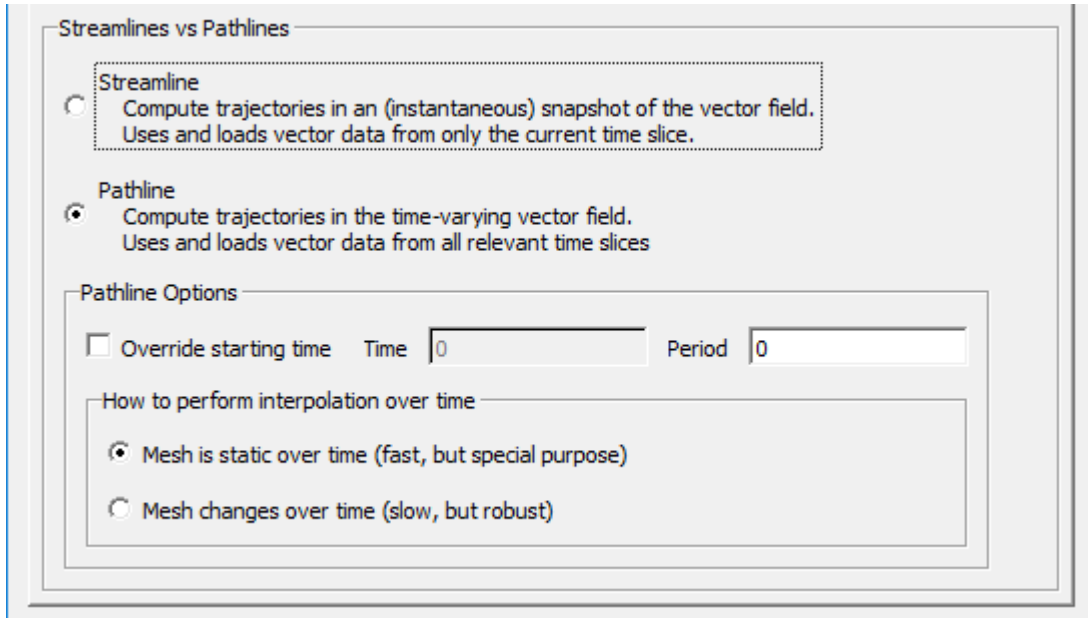 Streamlines vs Pathlines
Streamline
Compute trajectories in an (instantaneous) snapshot of the vector field.
Uses and loads vector data from only the current time slice.
Pathline
Compute trajectories in the time-varying vector field.
Uses and loads vector data from all relevant time slices
Pathline Options
Override starting time Time 0 Period 0
How to perform interpolation over time
Mesh is static over time (fast, but special purpose)
Mesh changes over time (slow, but robust)